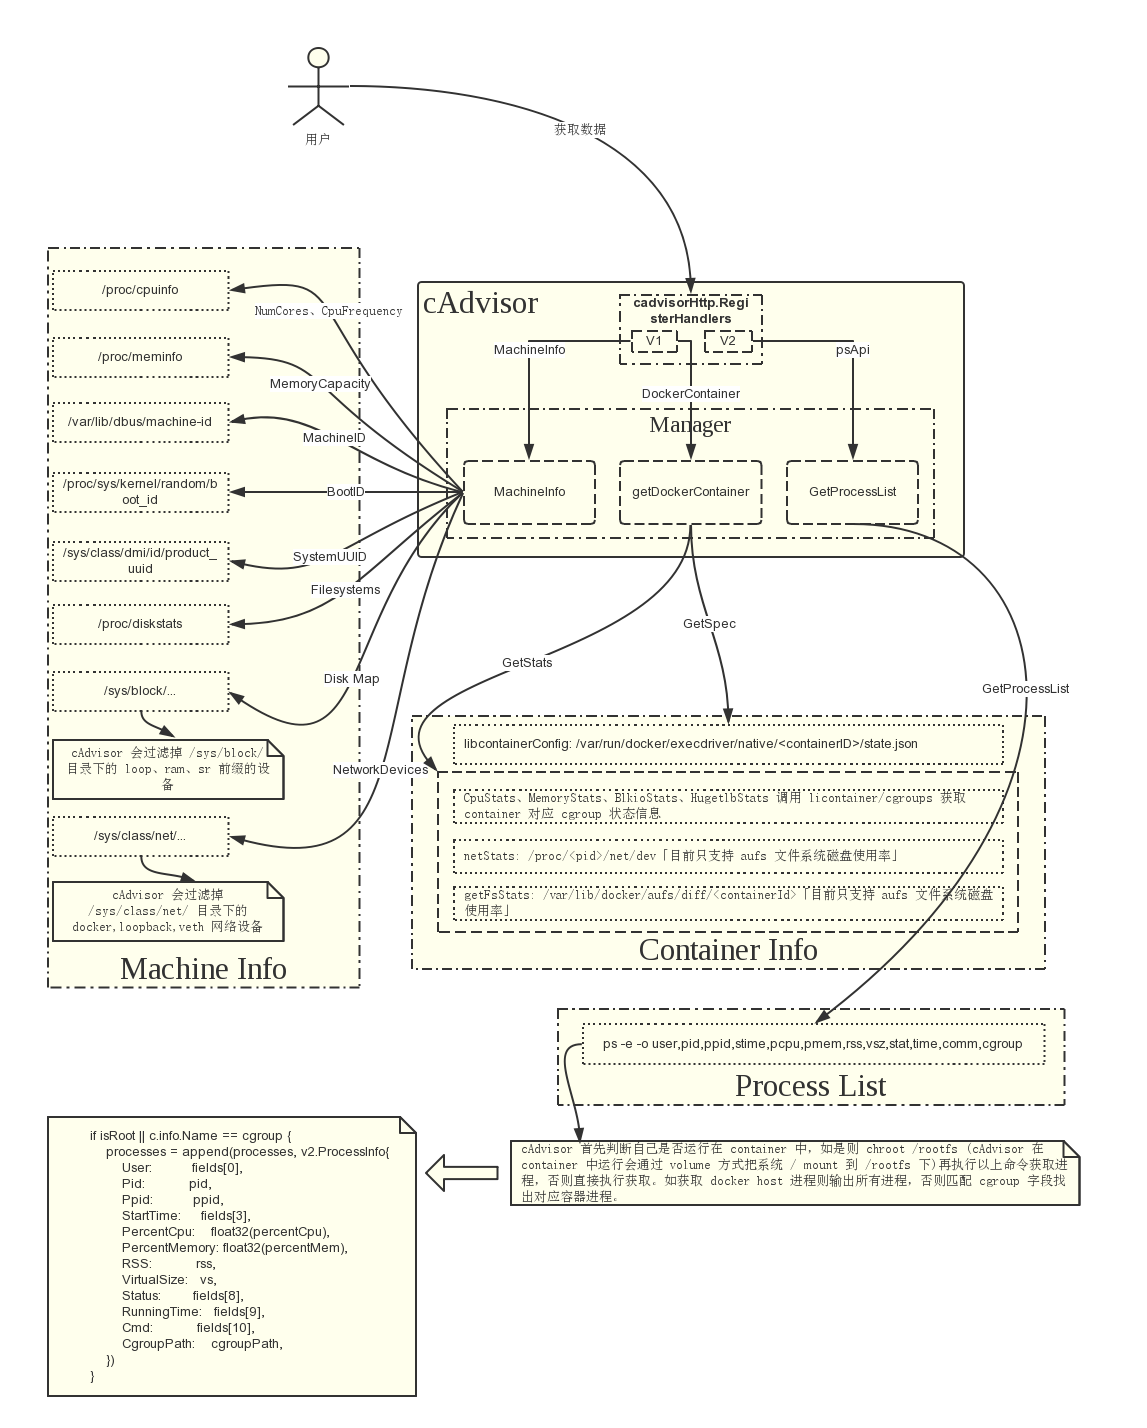 用户
获取数据
cAdvisor
cadvisorHttp.Regi
sterHandlers
V1
V2
MachineInfo
psApi
DockerContainer
Manager
MachineInfo
getDockerContainer
GetProcessList
/proc/cpuinfo
NumCores、CpuFrequency
/proc/meminfo
MemoryCapacity
/var/lib/dbus/machine-id
MachineID
/proc/sys/kernel/random/b
oot_id
BootID
/sys/class/dmi/id/product_
uuid
SystemUUID
Filesystems
/proc/diskstats
/sys/block/...
Disk Map
cAdvisor 会过滤掉 /sys/block/
目录下的 loop、ram、sr 前缀的设
备
NetworkDevices
/sys/class/net/...
cAdvisor 会过滤掉
/sys/class/net/ 目录下的
docker,loopback,veth 网络设备
Machine Info
GetStats
GetSpec
GetProcessList
libcontainerConfig: /var/run/docker/execdriver/native/<containerID>/state.json
CpuStats、MemoryStats、BlkioStats、HugetlbStats 调用 licontainer/cgroups 获取
container 对应 cgroup 状态信息
netStats: /proc/<pid>/net/dev「目前只支持 aufs 文件系统磁盘使用率」
getFsStats: /var/lib/docker/aufs/diff/<containerId>「目前只支持 aufs 文件系统磁盘
使用率」
Container Info
ps -e -o user,pid,ppid,stime,pcpu,pmem,rss,vsz,stat,time,comm,cgroup
Process List
cAdvisor 首先判断自己是否运行在 container 中, 如是则 chroot /rootfs (cAdvisor 在
container 中运行会通过 volume 方式把系统 / mount 到 /rootfs 下)再执行以上命令获取进
程, 否则直接执行获取。如获取 docker host 进程则输出所有进程, 否则匹配 cgroup 字段找
出对应容器进程。
if isRoot || c.info.Name == cgroup {
processes = append(processes, v2.ProcessInfo{
User: fields[0],
Pid: pid,
Ppid: ppid,
StartTime: fields[3],
PercentCpu: float32(percentCpu),
PercentMemory: float32(percentMem),
RSS: rss,
VirtualSize: vs,
Status: fields[8],
RunningTime: fields[9],
Cmd: fields[10],
CgroupPath: cgroupPath,
})
}